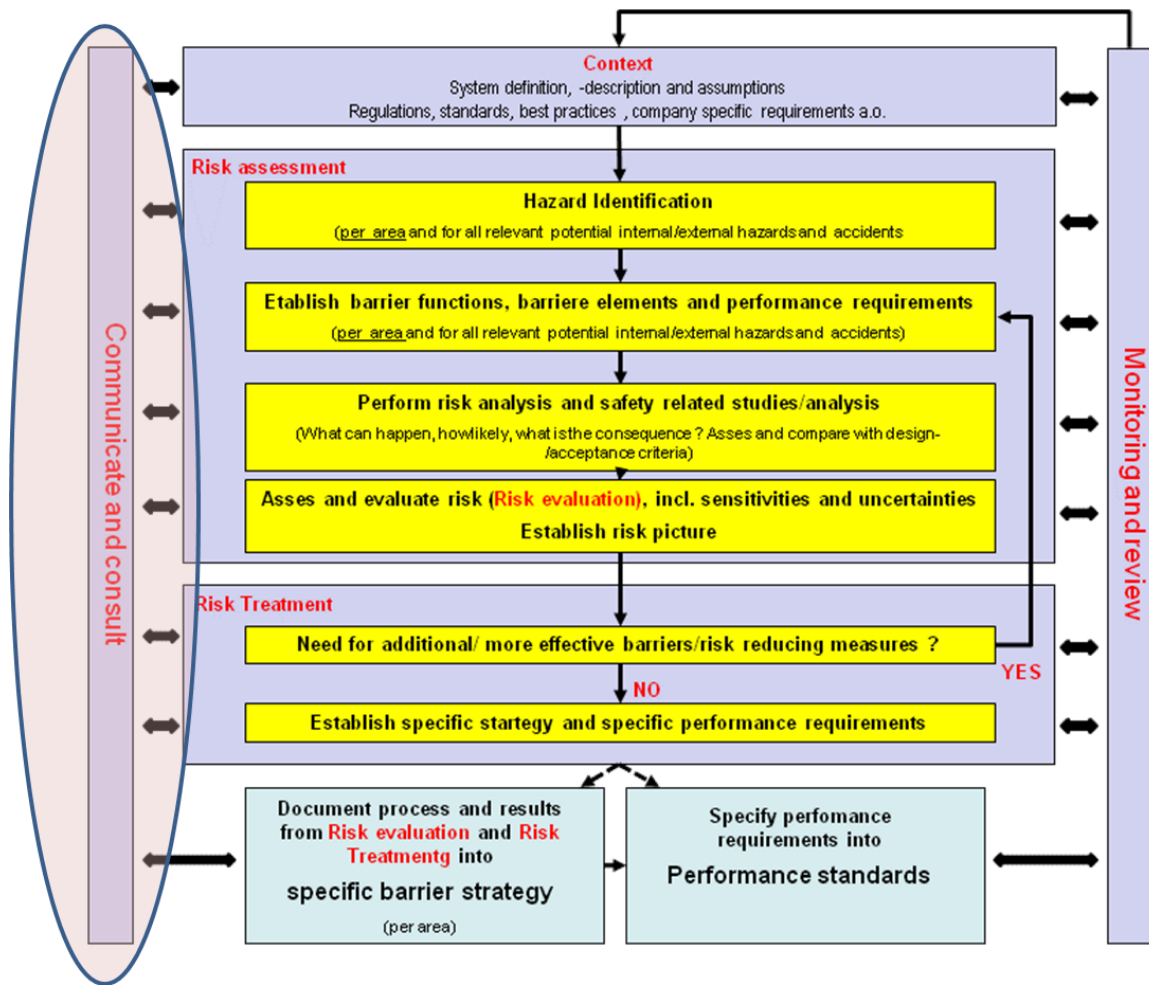 Context
System definition, -description and assumptions
Regulations, standards, best practices , company specific requirements a.o.
Risk assessment
Hazard Identification
(per area and for all relevant potential internal/external hazards and accidents
Etablish barrier functions, barriere elements and performance requirements
(per area and for all relevant potential internal/external hazards and accidents)
Perform risk analysis and safety related studies/analysis
(What can happen, howlikely, what isthe consequence ? Asses and compare with design-
/acceptance criteria)
Asses and evaluate risk (Risk evaluation), incl. sensitivities and uncertainties
Establish risk picture
Risk Treatment
Need for additional/ more effective barriers/risk reducing measures ?
YES
NO
Establish specific startegy and specific performance requirements
Document process and results
from Risk evaluation and Risk
Treatmentg into
specific barrier strategy
(per area)
Specify perfomance
requirements into
Performance standards
Communicate and consult
Monitoring and review